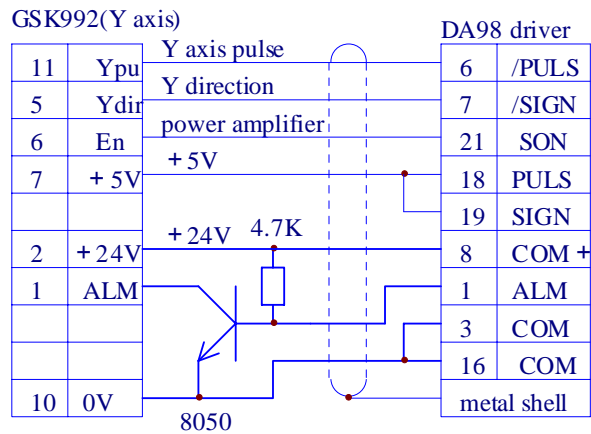 GSK992(Y axis)
DA98 driver
11 Ypu Y axis pulse 6 /PULS
5 Ydir Y direction 7 /SIGN
6 En power amplifier 21 SON
7 +5V +5V 18 PULS
19 SIGN
2 +24V +24V 4.7K 8 COM+
1 ALM 1 ALM
3 COM
16 COM
10 0V metal shell
8050